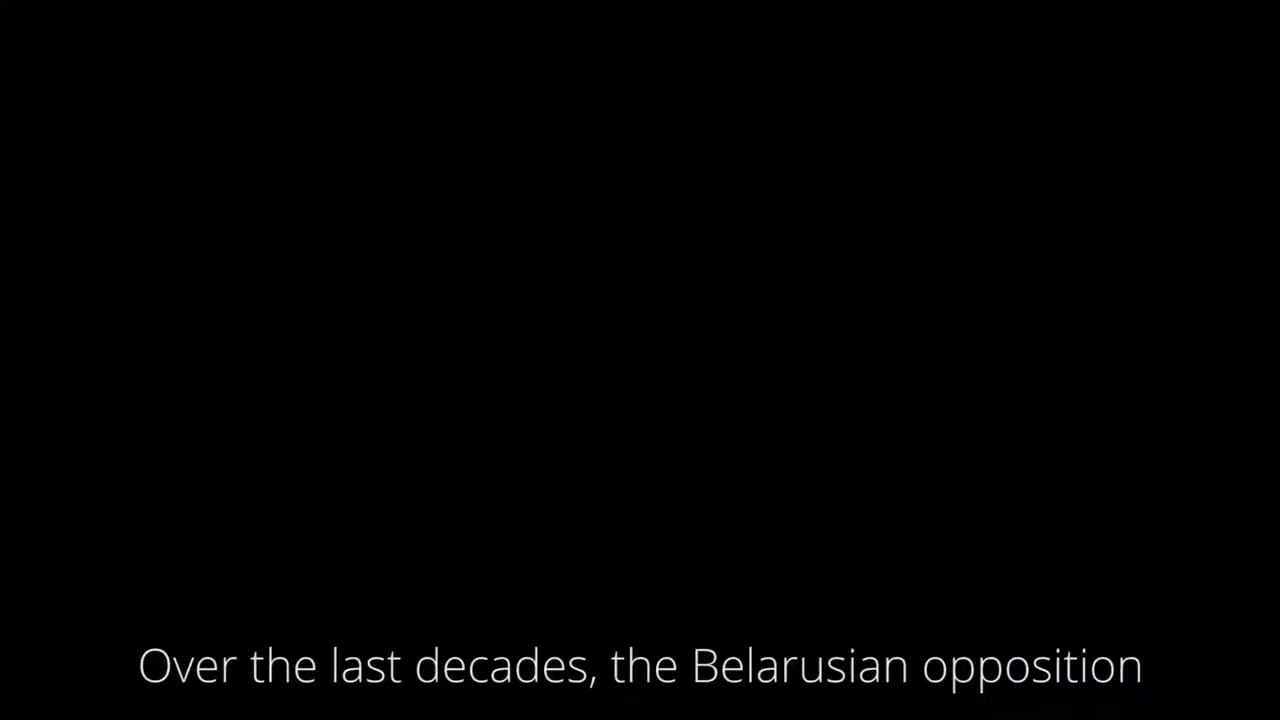 Over the last decades, the Belarusian opposition